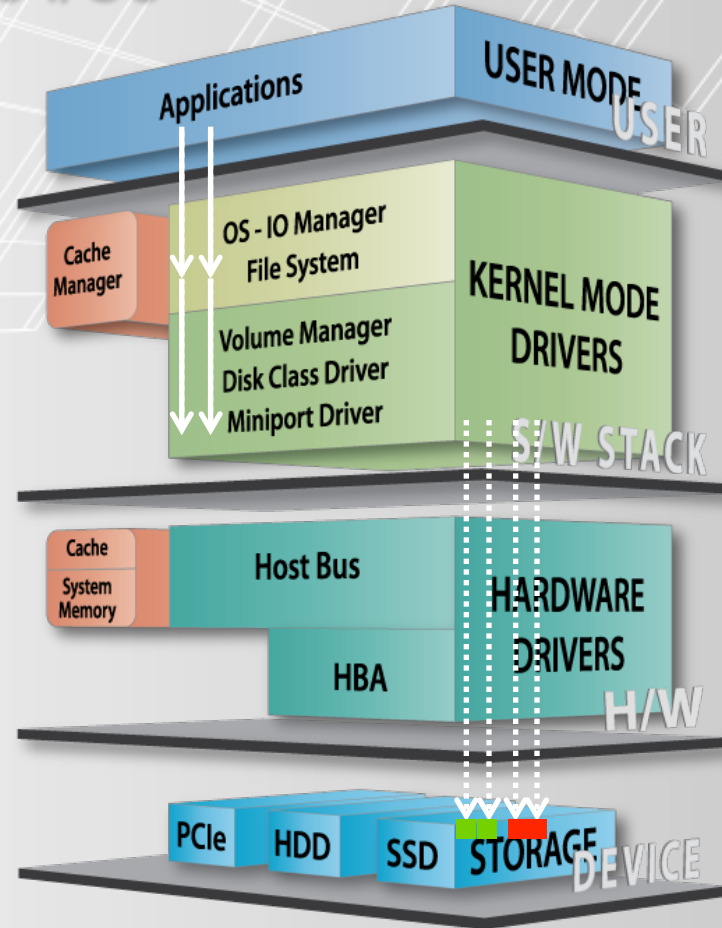 Applications
USER MODE
USER
Cache
Manager
OS - IO Manager
File System
KERNEL MODE
DRIVERS
Volume Manager
Disk Class Driver
Miniport Driver
S/W STACK
Cache
System
Memory
Host Bus
HARDWARE
DRIVERS
HBA
H/W
PCIe
HDD
SSD
STORAGE
DEVICE